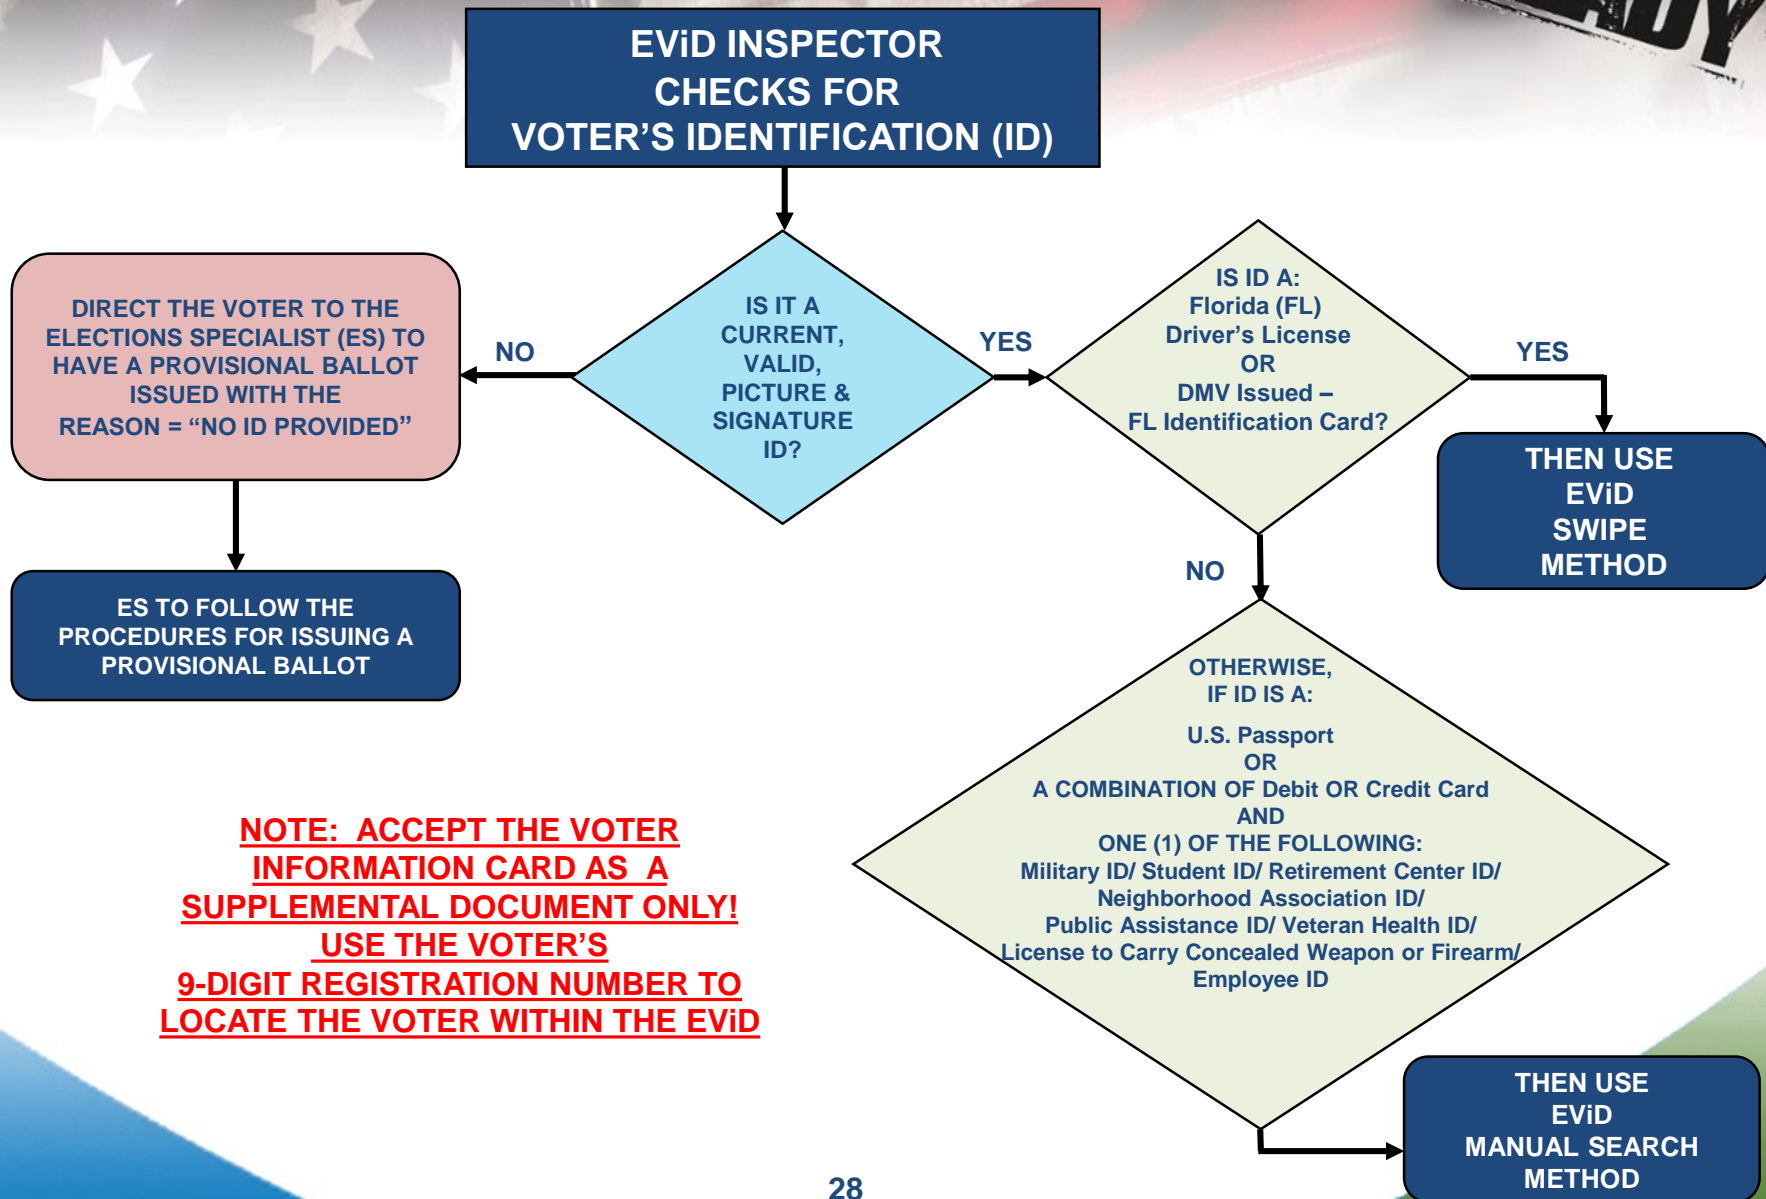 EViD INSPECTOR
CHECKS FOR
VOTER'S IDENTIFICATION (ID)
DIRECT THE VOTER TO THE
ELECTIONS SPECIALIST (ES) TO
HAVE A PROVISIONAL BALLOT
ISSUED WITH THE
REASON = “NO ID PROVIDED”
NO
IS IT A
CURRENT,
VALID,
PICTURE &
SIGNATURE
ID?
YES
IS ID A:
Florida (FL)
Driver's License
OR
DMV Issued –
FL Identification Card?
YES
THEN USE
EViD
SWIPE
METHOD
NO
ES TO FOLLOW THE
PROCEDURES FOR ISSUING A
PROVISIONAL BALLOT
OTHERWISE,
IF ID IS A:
U.S. Passport
OR
A COMBINATION OF Debit OR Credit Card
AND
ONE (1) OF THE FOLLOWING:
Military ID/ Student ID/ Retirement Center ID/
Neighborhood Association ID/
Public Assistance ID/ Veteran Health ID/
License to Carry Concealed Weapon or Firearm/
Employee ID
NOTE:  ACCEPT THE VOTER
INFORMATION CARD AS  A
SUPPLEMENTAL DOCUMENT ONLY!
USE THE VOTER'S
9-DIGIT REGISTRATION NUMBER TO
LOCATE THE VOTER WITHIN THE EViD
THEN USE
EViD
MANUAL SEARCH
METHOD
28